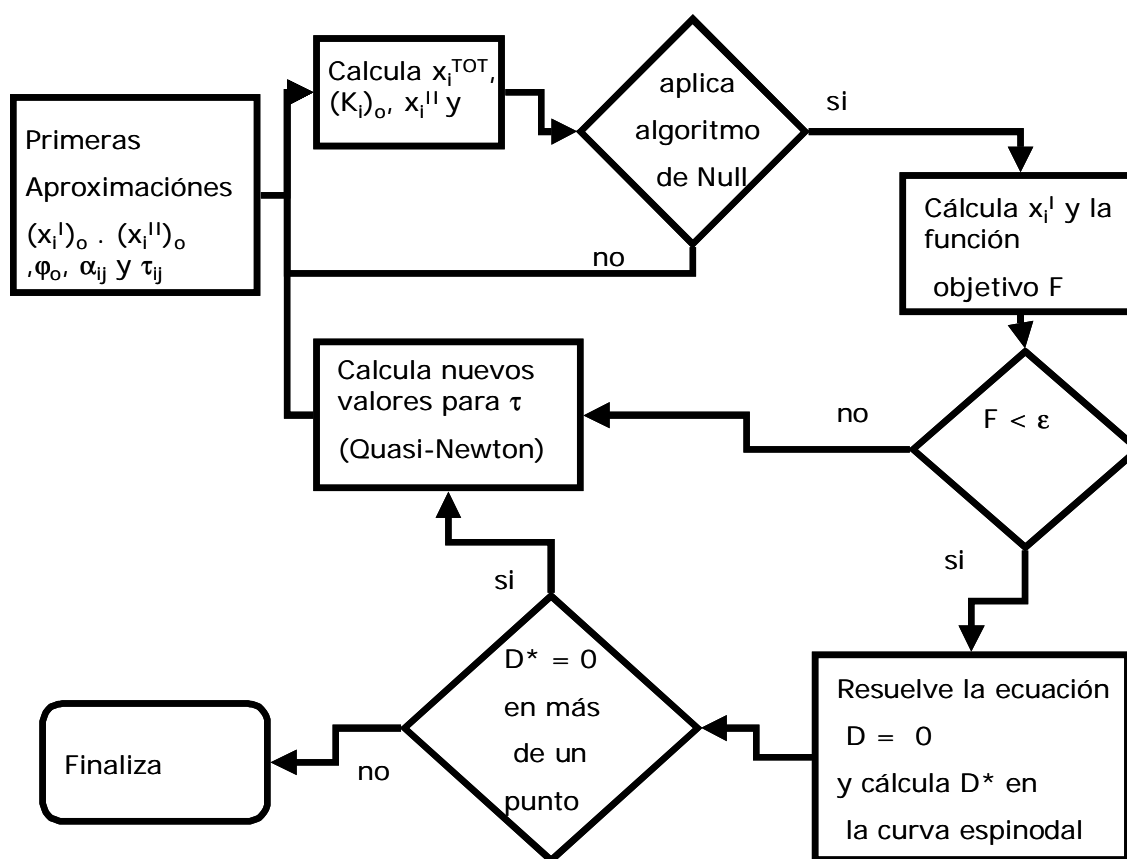 Primeras
Aproximaciónes
(xᵢᴵ)ₒ . (xᵢᴵᴵ)ₒ
,φₒ, αᵢⱼ y τᵢⱼ
Calcula xᵢᵀᴼᵀ,
(Kᵢ)ₒ, xᵢᴵᴵ y
aplica
algoritmo
de Null
si
no
Cálcula xᵢᴵ y la
función
objetivo F
F < ε
no
si
Calcula nuevos
valores para τ
(Quasi-Newton)
Resuelve la ecuación
D = 0
y cálcula D* en
la curva espinodal
D* = 0
en más
de un
punto
si
no
Finaliza